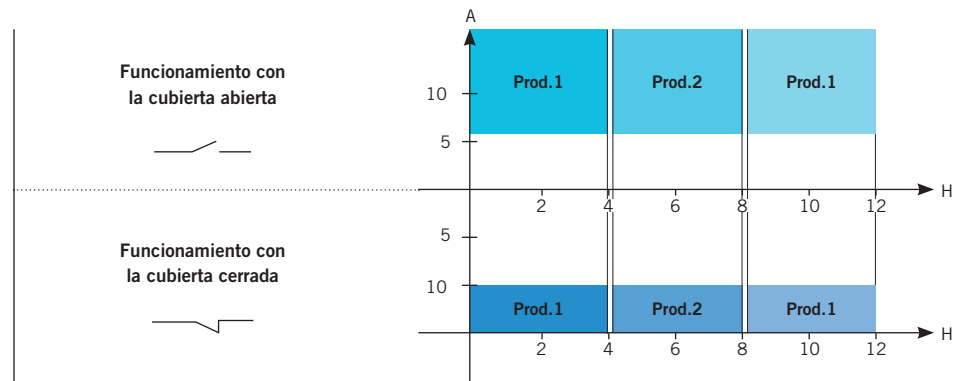 A
Funcionamiento con
la cubierta abierta
10
5
Prod.1
Prod.2
Prod.1
H
2
4
6
8
10
12
Funcionamiento con
la cubierta cerrada
5
10
Prod.1
Prod.2
Prod.1
H
2
4
6
8
10
12